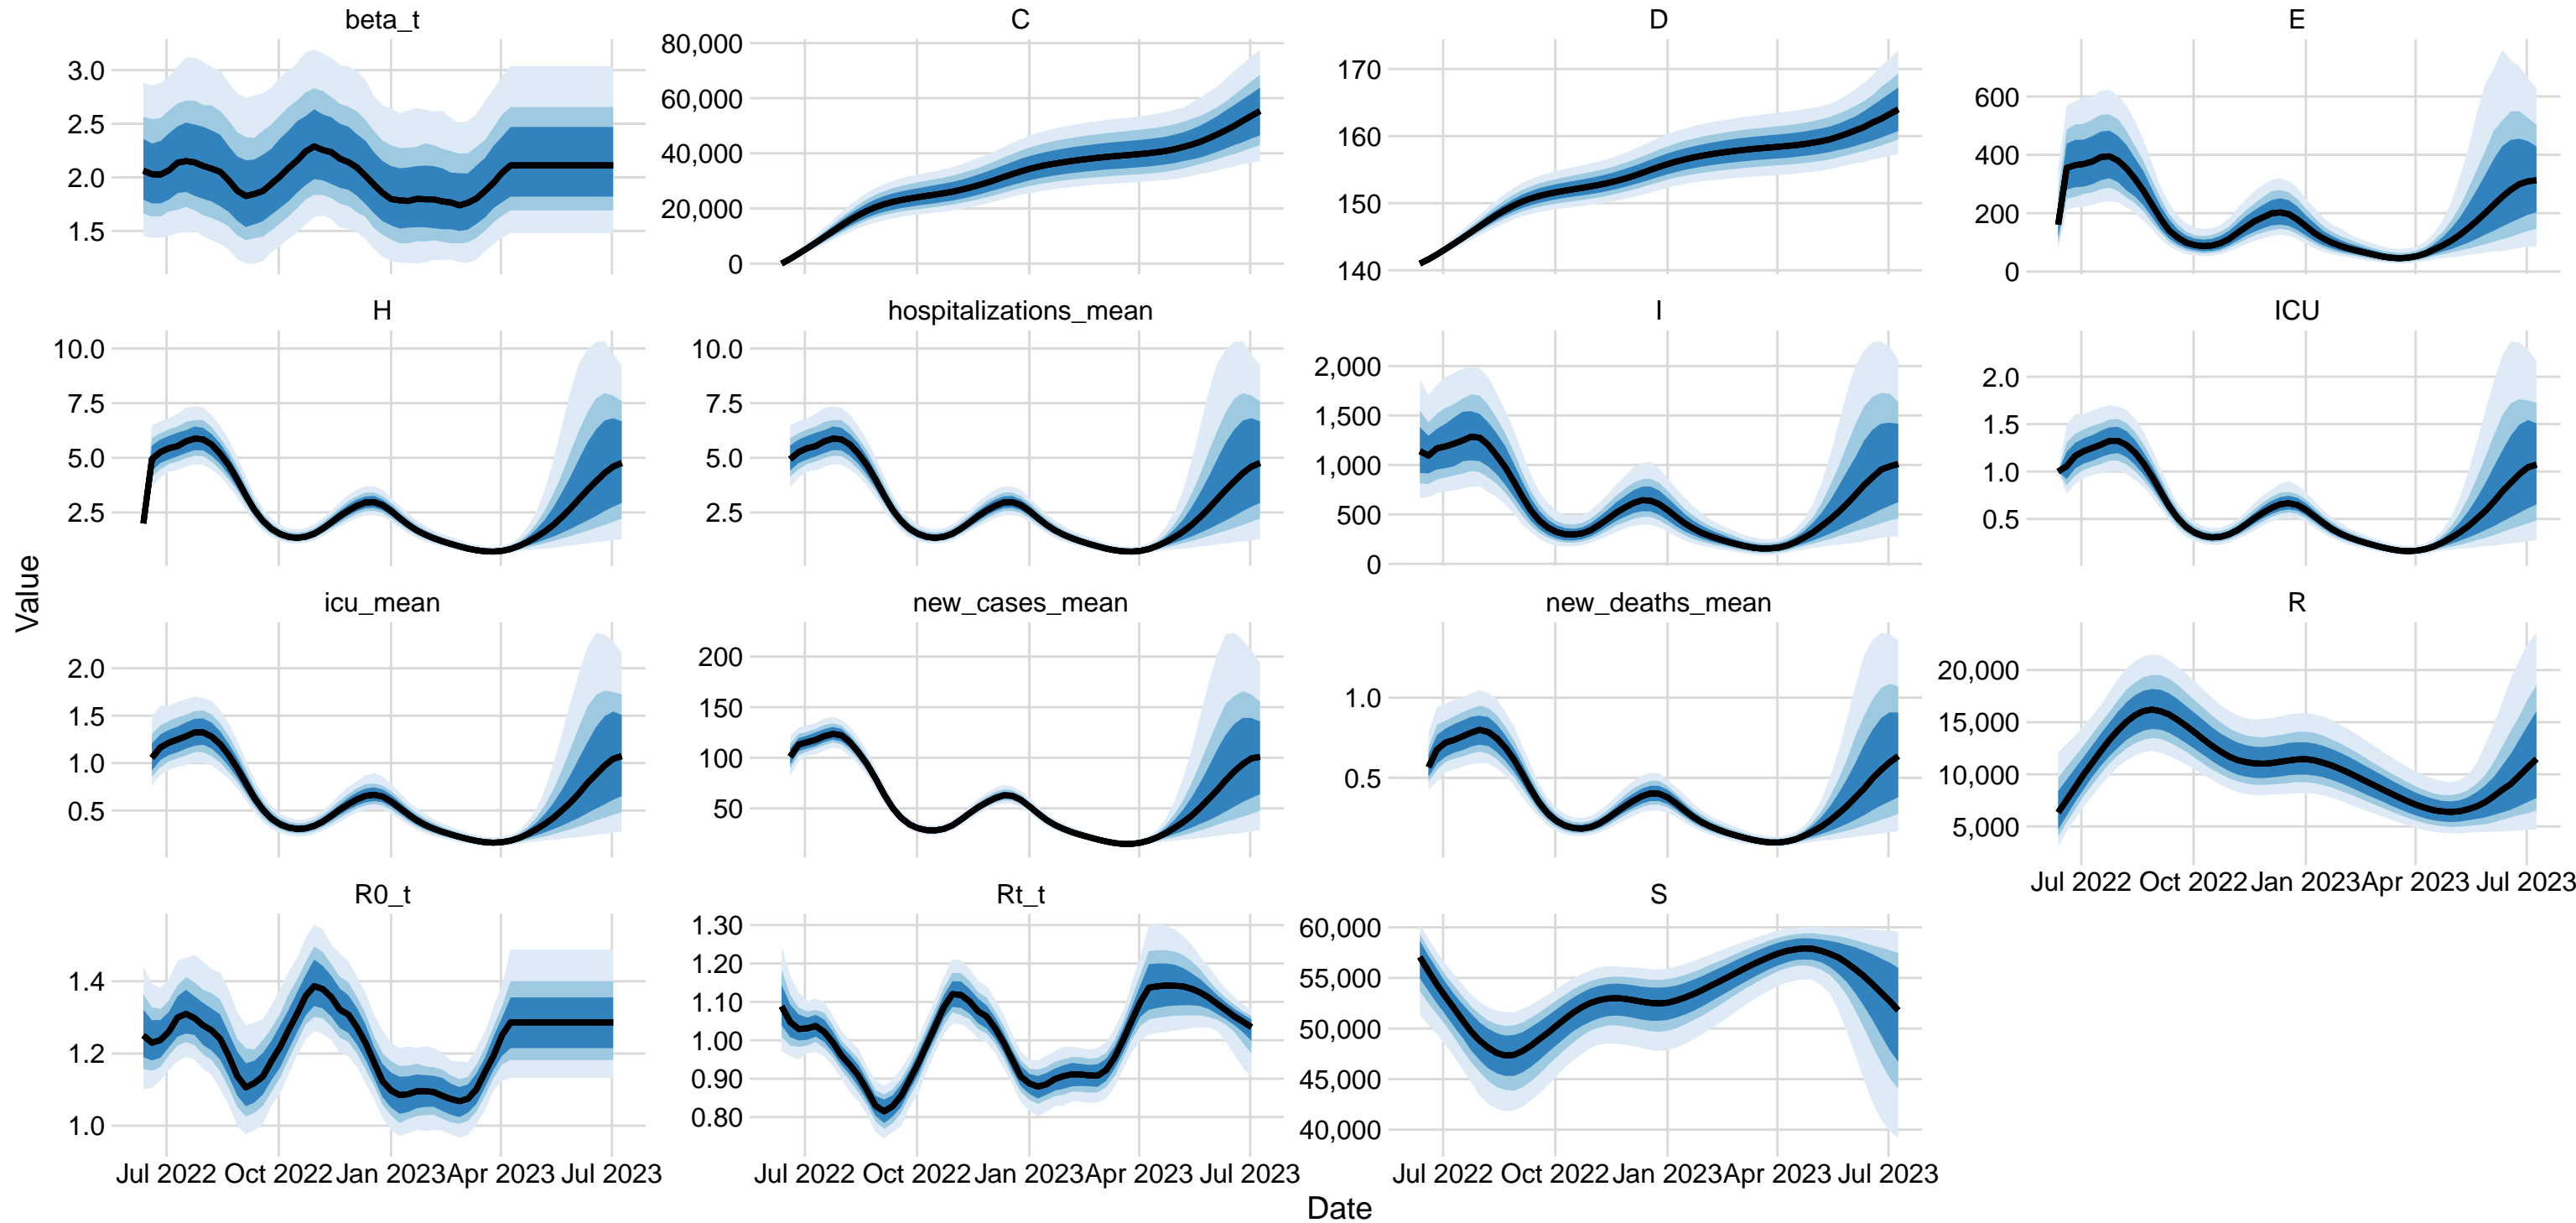 beta_t
C
D
E
3.0
2.5
2.0
1.5
80,000
60,000
40,000
20,000
0
170
160
150
140
600
400
200
0
H
hospitalizations_mean
I
ICU
10.0
7.5
5.0
2.5
10.0
7.5
5.0
2.5
2,000
1,500
1,000
500
0
2.0
1.5
1.0
0.5
Value
icu_mean
new_cases_mean
new_deaths_mean
R
2.0
1.5
1.0
0.5
200
150
100
50
1.0
0.5
20,000
15,000
10,000
5,000
Jul 2022 Oct 2022 Jan 2023 Apr 2023 Jul 2023
R0_t
Rt_t
S
1.4
1.2
1.0
1.30
1.20
1.10
1.00
0.90
0.80
60,000
55,000
50,000
45,000
40,000
Jul 2022 Oct 2022 Jan 2023 Apr 2023 Jul 2023
Jul 2022 Oct 2022 Jan 2023 Apr 2023 Jul 2023
Jul 2022 Oct 2022 Jan 2023 Apr 2023 Jul 2023
Date